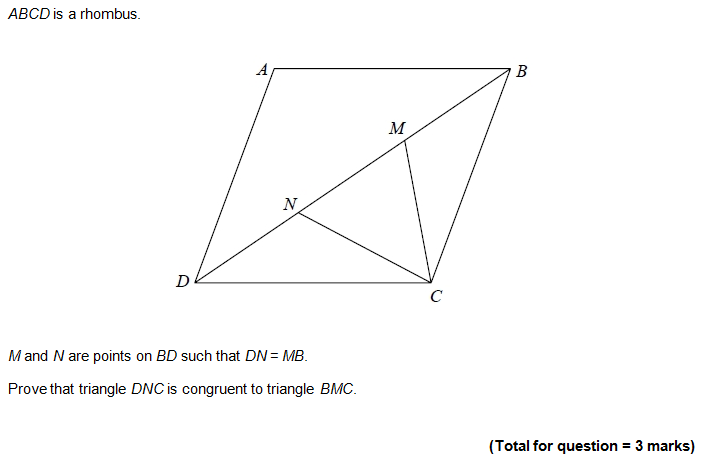 ABCD is a rhombus.
A
B
M
N
D
C
M and N are points on BD such that DN = MB.
Prove that triangle DNC is congruent to triangle BMC.
(Total for question = 3 marks)